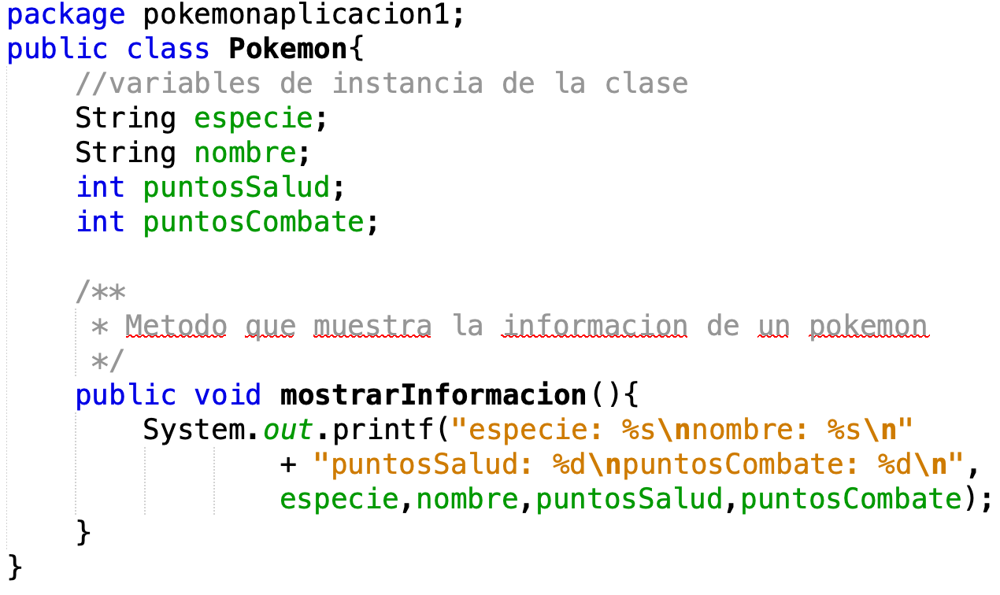 package pokemonaplicacion1;
public class Pokemon{
    //variables de instancia de la clase
    String especie;
    String nombre;
    int puntosSalud;
    int puntosCombate;

    /**
     * Metodo que muestra la informacion de un pokemon
     */
    public void mostrarInformacion(){
        System.out.printf("especie: %s\nnombre: %s\n"
                + "puntosSalud: %d\npuntosCombate: %d\n",
                especie,nombre,puntosSalud,puntosCombate);
    }
}